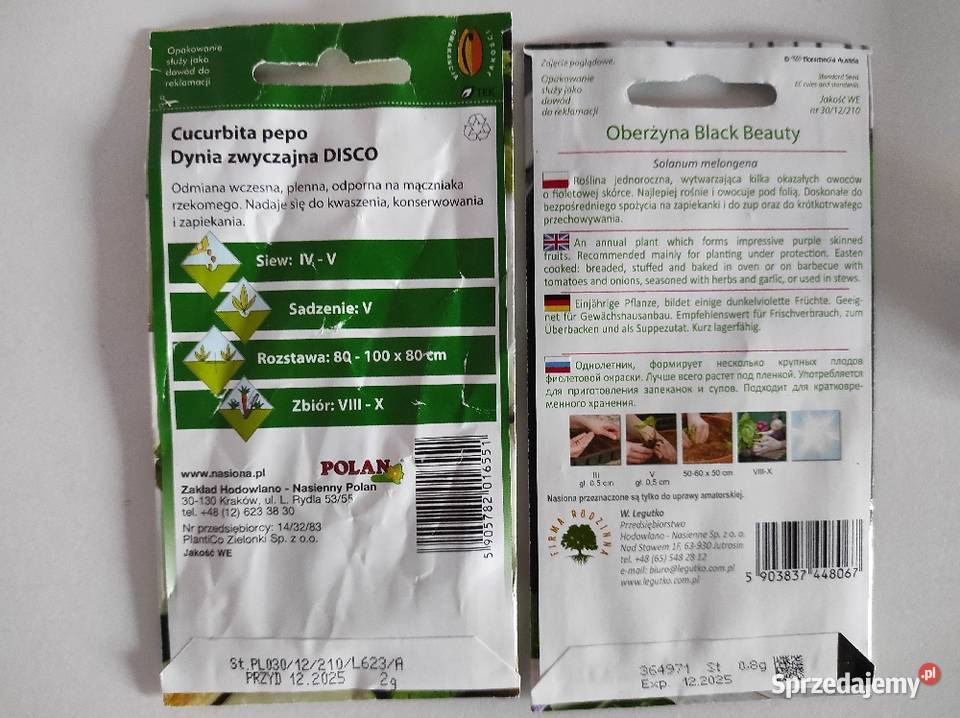 Opakowanie
służy jako
dowód do
reklamacji
GWARANCJA JAKOŚCI
Cucurbita pepo
Dynia zwyczajna DISCO
Odmiana wczesna, plenna, odporna na mączniaka
rzekomego. Nadaje się do kwaszenia, konserwowania
i zapiekania.
Siew: IV - V
Sadzenie: V
Rozstawa: 80 - 100 x 80 cm
Zbiór: VIII - X
www.nasiona.pl
POLAN
Zakład Hodowlano - Nasienny Polan
30-130 Kraków, ul. L. Rydla 53/55
tel. +48 (12) 623 38 30
Nr przedsiębiorcy: 14/32/83
PlantiCo Zielonki Sp. z o.o.
Jakość WE
5 905782 016551
St.PL030/12/210/L623/A
PRZYD 12.2025 2g
Zdjęcie poglądowe.
Opakowanie
służy jako
dowód
do reklamacji
floramedia Austria
Standard Seed
EC rules and standards.
Jakość WE
nr 30/12/210
Oberżyna Black Beauty
Solanum melongena
Roślina jednoroczna, wytwarzająca kilka okazałych owoców
o fioletowej skórce. Najlepiej rośnie i owocuje pod folią. Doskonałe do
bezpośredniego spożycia na zapiekanki i do zup oraz do krótkotrwałego
przechowywania.
An annual plant which forms impressive purple skinned
fruits. Recommended mainly for planting under protection. Easten
cooked: breaded, stuffed and baked in oven or on barbecue with
tomatoes and onions, seasoned with herbs and garlic, or used in stews.
Einjährige Pflanze, bildet einige dunkelviolette Früchte. Geeig-
net für Gewächshausanbau. Empfehlenswert für Frischverbrauch, zum
Überbacken und als Suppezutat. Kurz lagerfähig.
Однолетник, формирует несколько крупных плодов
фиолетовой окраски. Лучше всего растет под пленкой. Употребляется
для приготовления запеканок и супов. Подходит для кратковре-
менного хранения.
III V 50-60 x 50 cm VIII-X
gł. 0,5 cm gł. 0,5 cm
Nasiona przeznaczone są tylko do uprawy amatorskiej.
FIRMA RODZINNA
W. Legutko
Przedsiębiorstwo
Hodowlano - Nasienne Sp. z o. o.
Nad Stawem 1F, 63-930 Jutrosin
tel. +48 (65) 548 28 12
e-mail: biuro@legutko.com.pl
www.legutko.com.pl
5 903837 448067
364971 St 0,8g
Exp. 12.2025
Sprzedajemy.pl